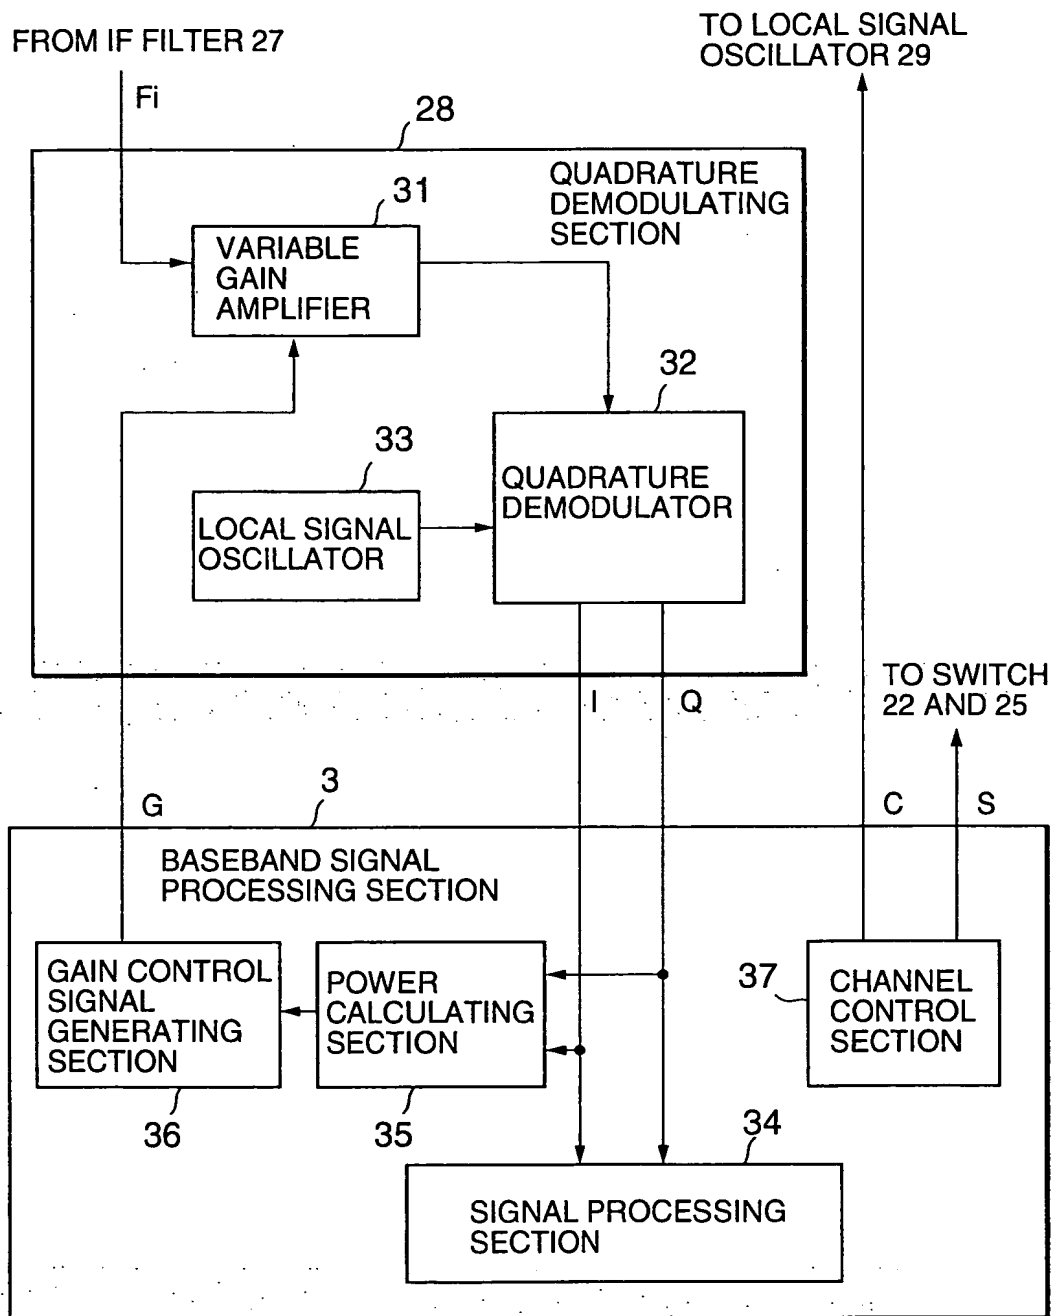 FROM IF FILTER 27
TO LOCAL SIGNAL
OSCILLATOR 29
Fi
28
QUADRATURE
DEMODULATING
SECTION
31
VARIABLE
GAIN
AMPLIFIER
32
QUADRATURE
DEMODULATOR
33
LOCAL SIGNAL
OSCILLATOR
I
Q
TO SWITCH
22 AND 25
G
3
C
S
BASEBAND SIGNAL
PROCESSING SECTION
GAIN CONTROL
SIGNAL
GENERATING
SECTION
36
POWER
CALCULATING
SECTION
35
37
CHANNEL
CONTROL
SECTION
34
SIGNAL PROCESSING
SECTION